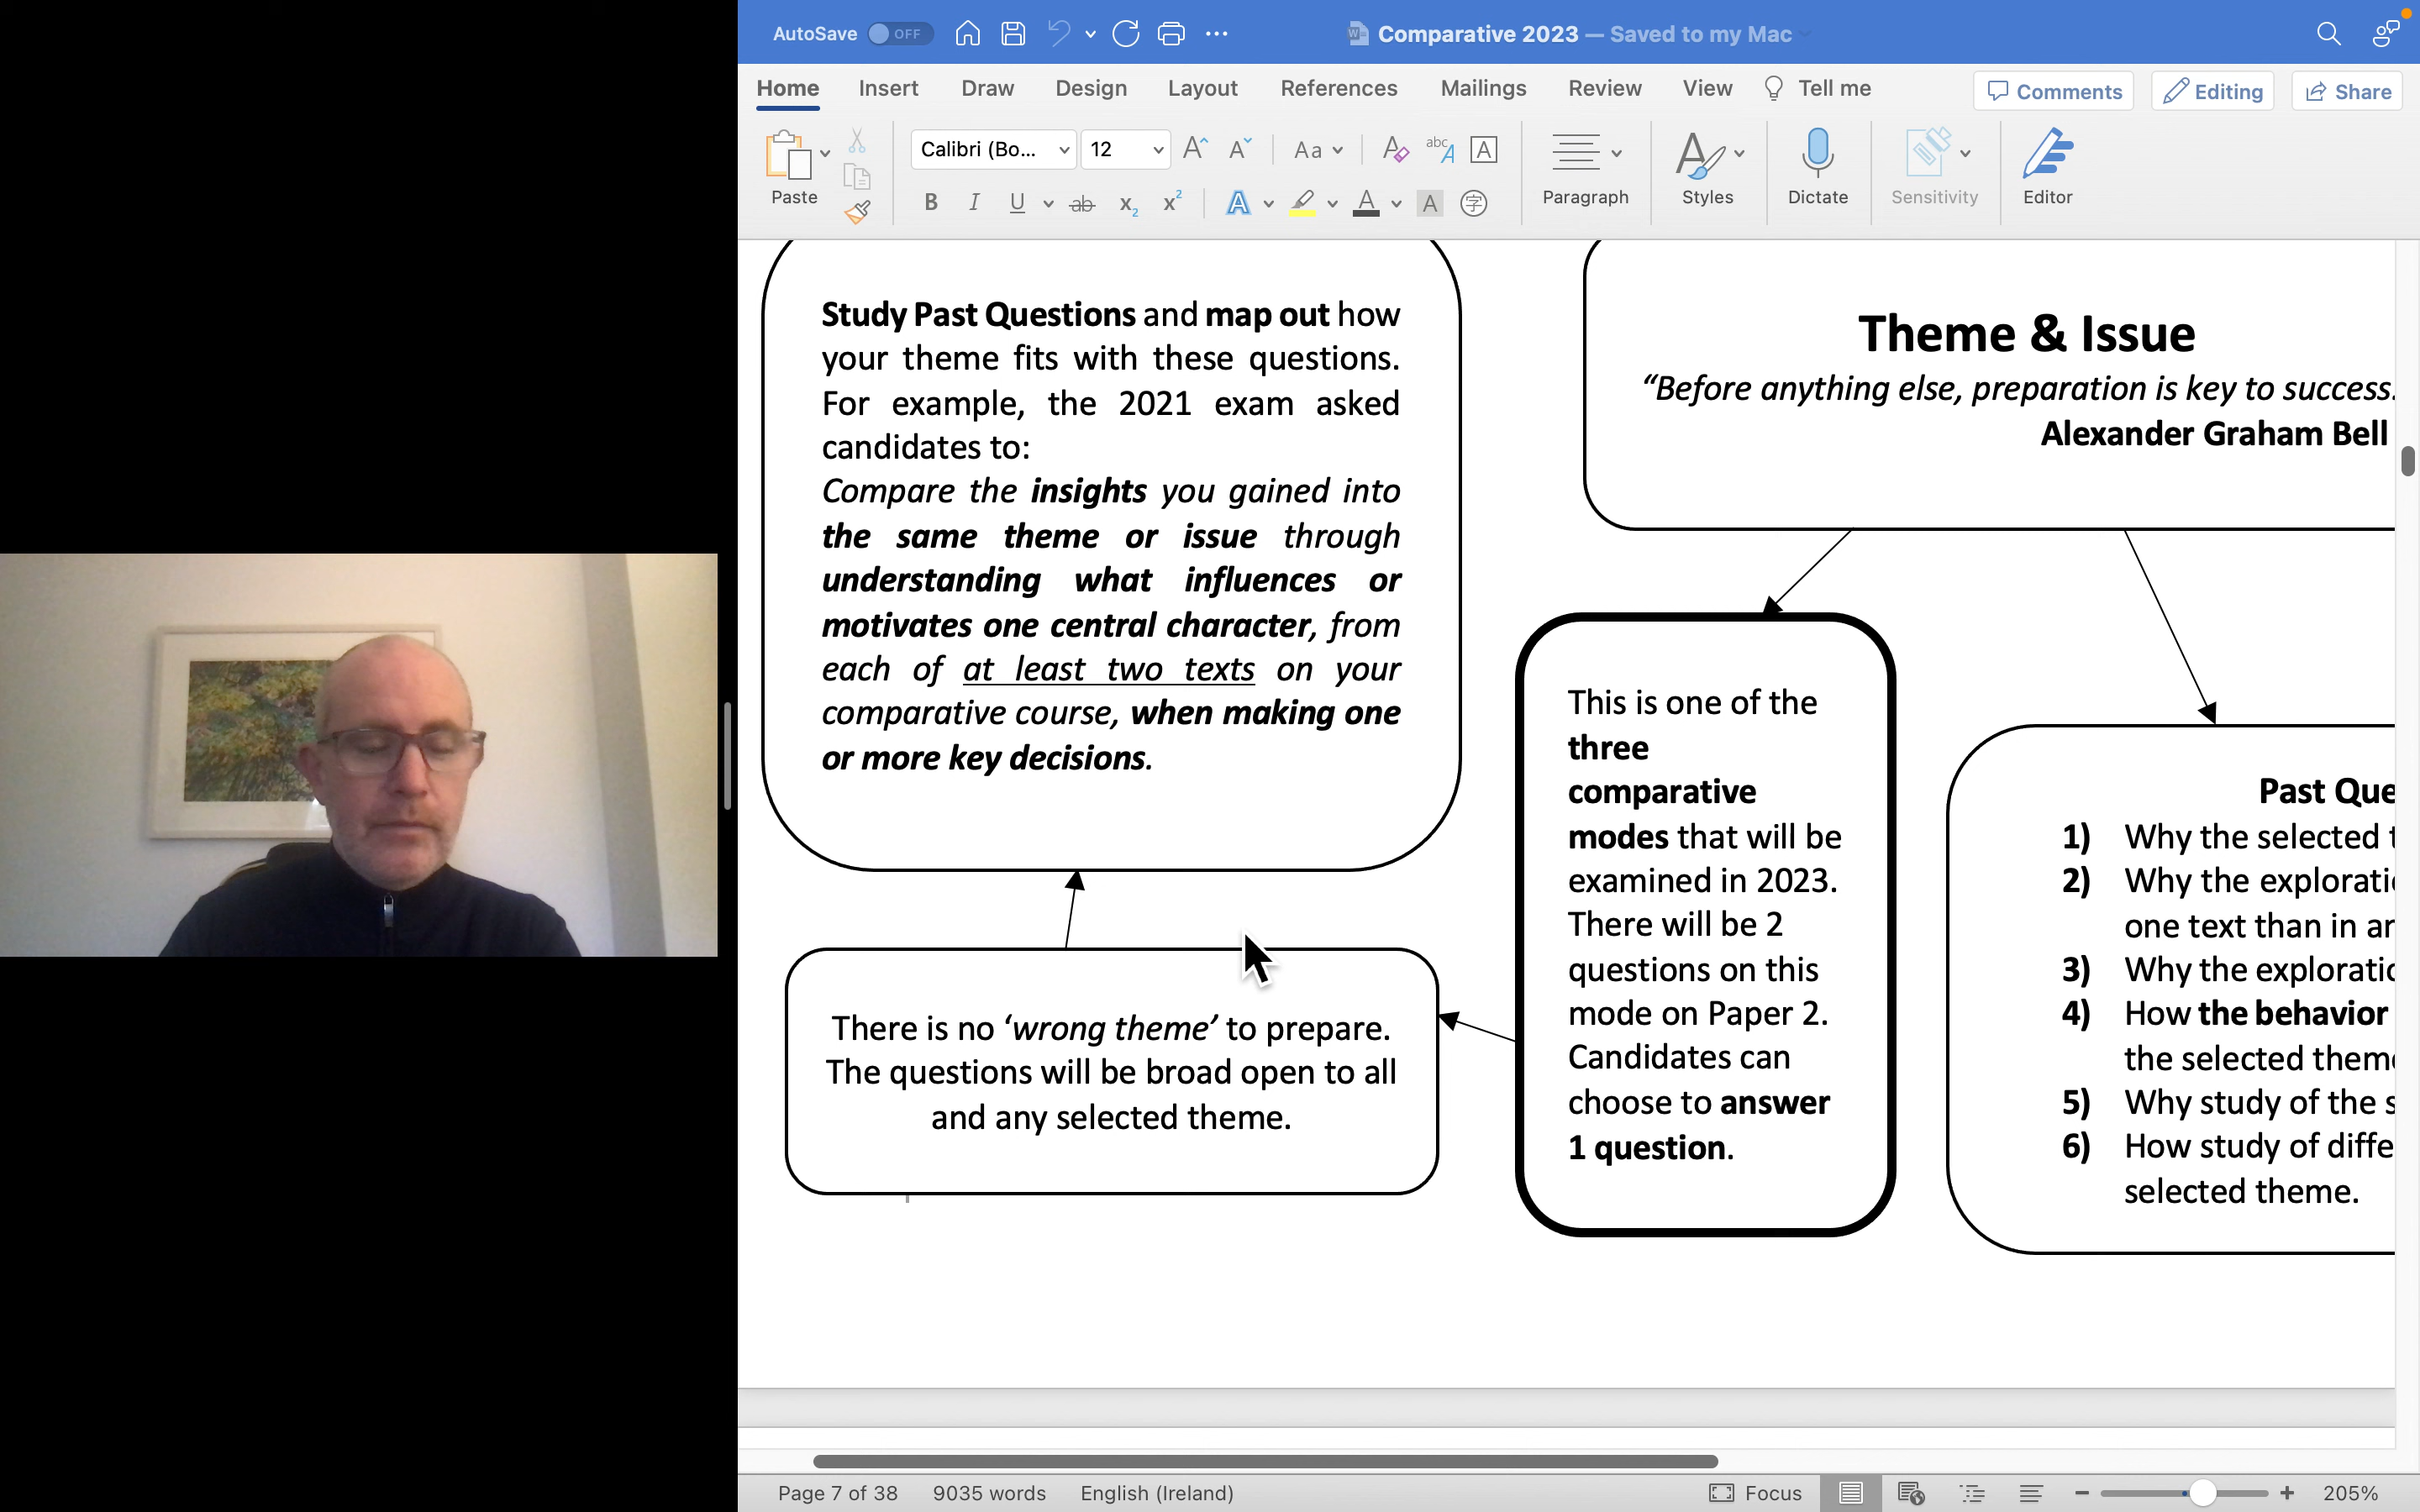 AutoSave OFF
Comparative 2023 — Saved to my Mac
Home Insert Draw Design Layout References Mailings Review View Tell me
Comments Editing Share
Calibri (Bo... 12
Paste
Paragraph Styles Dictate Sensitivity Editor
Study Past Questions and map out how
your theme fits with these questions.
For example, the 2021 exam asked
candidates to:
Compare the insights you gained into
the same theme or issue through
understanding what influences or
motivates one central character, from
each of at least two texts on your
comparative course, when making one
or more key decisions.
There is no ‘wrong theme’ to prepare.
The questions will be broad open to all
and any selected theme.
Theme & Issue
“Before anything else, preparation is key to success.
Alexander Graham Bell
This is one of the
three
comparative
modes that will be
examined in 2023.
There will be 2
questions on this
mode on Paper 2.
Candidates can
choose to answer
1 question.
Past Que
1) Why the selected t
2) Why the explorati
one text than in ar
3) Why the exploratic
4) How the behavior
the selected them
5) Why study of the s
6) How study of diffe
selected theme.
Page 7 of 38 9035 words English (Ireland)
Focus
205%